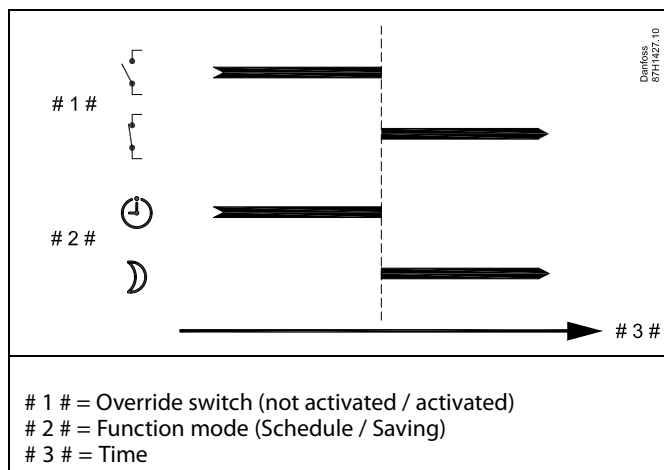 Danfoss
87H1427.10
# 1 #
# 2 #
# 3 #
# 1 # = Override switch (not activated / activated)
# 2 # = Function mode (Schedule / Saving)
# 3 # = Time